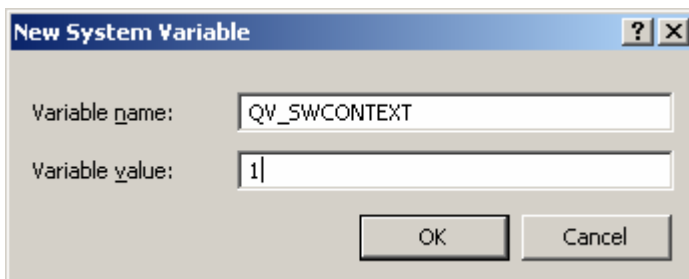 New System Variable
Variable name: QV_SWCONTEXT
Variable value: 1
OK Cancel